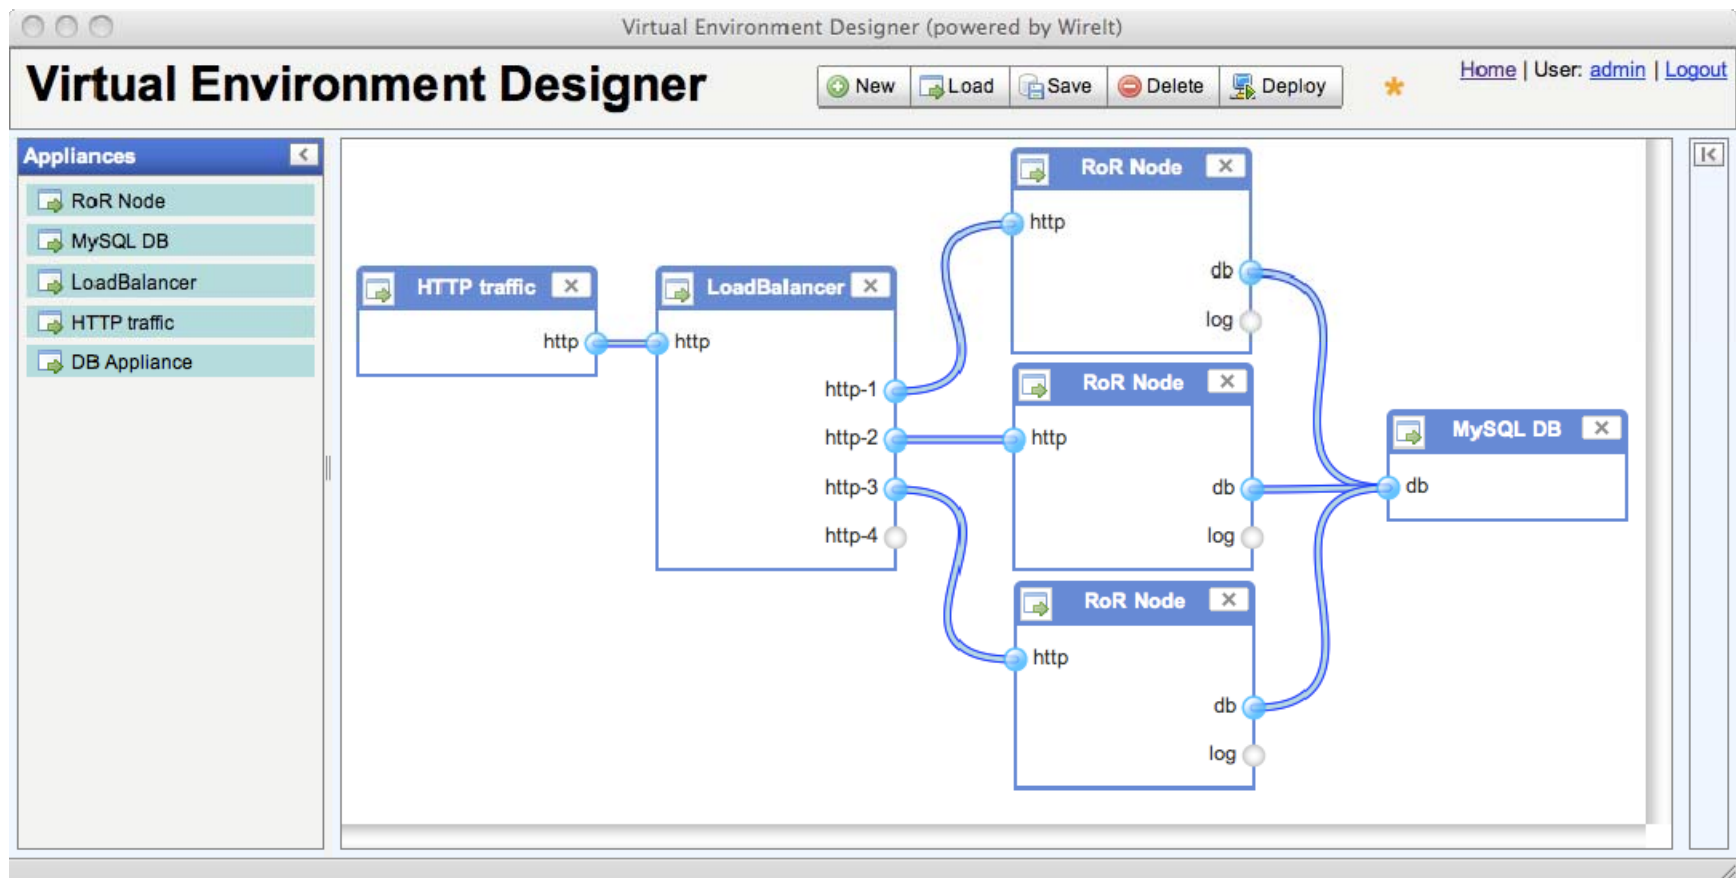 Virtual Environment Designer (powered by WireIt)
Virtual Environment Designer
New Load Save Delete Deploy * Home | User: admin | Logout
Appliances
RoR Node
MySQL DB
LoadBalancer
HTTP traffic
DB Appliance
HTTP traffic
http
LoadBalancer
http
http-1
http-2
http-3
http-4
RoR Node
http
db
log
RoR Node
http
db
log
RoR Node
http
db
log
MySQL DB
db